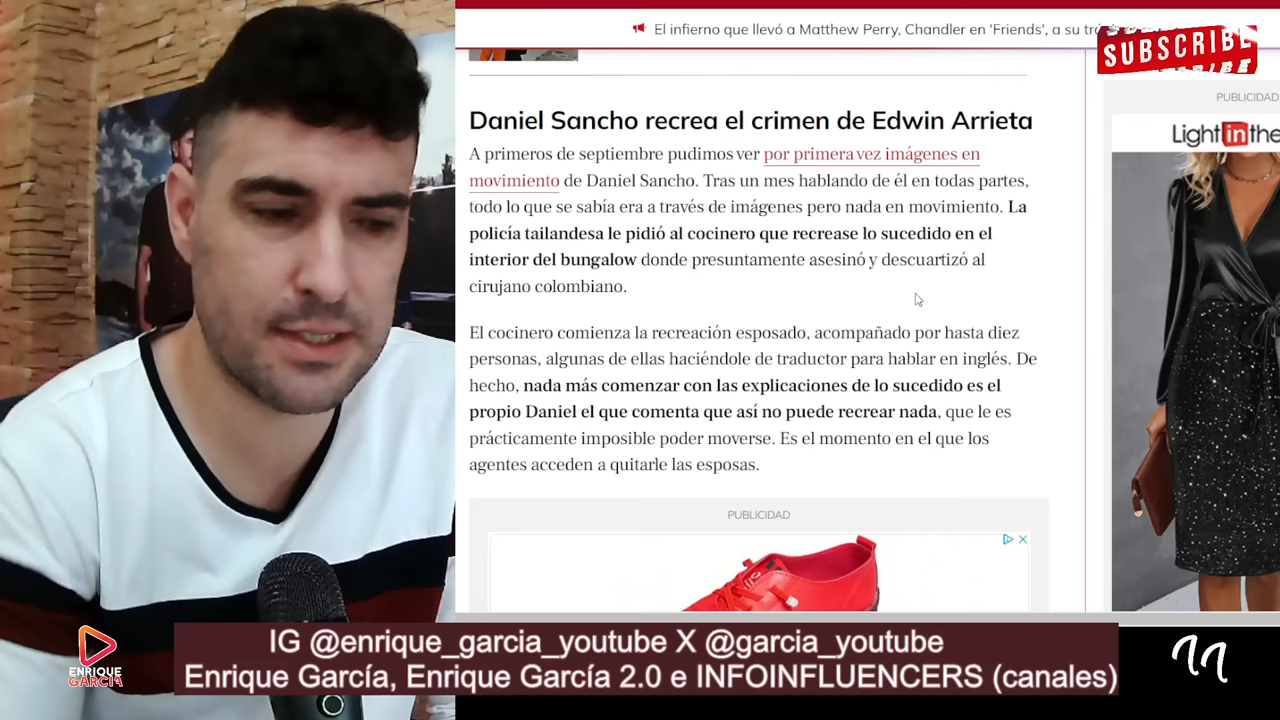 El infierno que llevó a Matthew Perry, Chandler en 'Friends', a su
SUBSCRIBE
PUBLICIDAD
Light in the
Daniel Sancho recrea el crimen de Edwin Arrieta
A primeros de septiembre pudimos ver por primera vez imágenes en
movimiento de Daniel Sancho. Tras un mes hablando de él en todas partes,
todo lo que se sabía era a través de imágenes pero nada en movimiento. La
policía tailandesa le pidió al cocinero que recrease lo sucedido en el
interior del bungalow donde presuntamente asesinó y descuartizó al
cirujano colombiano.
El cocinero comienza la recreación esposado, acompañado por hasta diez
personas, algunas de ellas haciéndole de traductor para hablar en inglés. De
hecho, nada más comenzar con las explicaciones de lo sucedido es el
propio Daniel el que comenta que así no puede recrear nada, que le es
prácticamente imposible poder moverse. Es el momento en el que los
agentes acceden a quitarle las esposas.
PUBLICIDAD
IG @enrique_garcia_youtube X @garcia_youtube
Enrique García, Enrique García 2.0 e INFOINFLUENCERS (canales)
ENRIQUE
GARCÍA